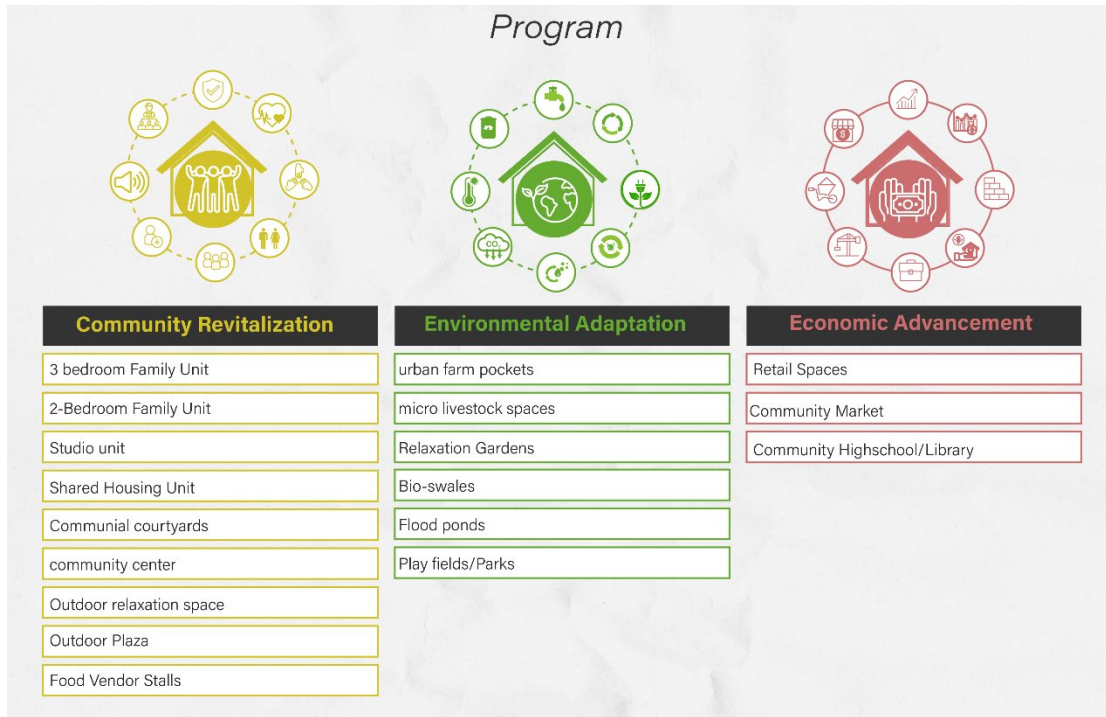 Program
Community Revitalization
3 bedroom Family Unit
2-Bedroom Family Unit
Studio unit
Shared Housing Unit
Communial courtyards
community center
Outdoor relaxation space
Outdoor Plaza
Food Vendor Stalls
CO₂
Environmental Adaptation
urban farm pockets
micro livestock spaces
Relaxation Gardens
Bio-swales
Flood ponds
Play fields/Parks
$
Economic Advancement
Retail Spaces
Community Market
Community Highschool/Library